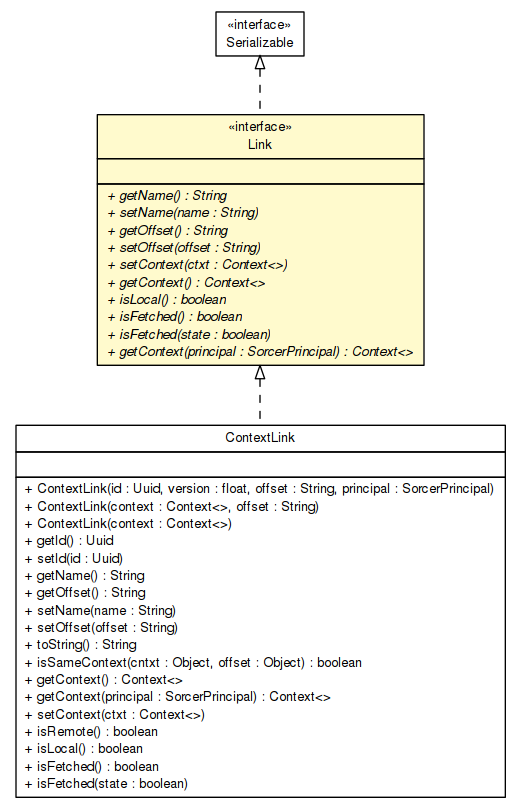 «interface»
Serializable
«interface»
Link
+ getName() : String
+ setName(name : String)
+ getOffset() : String
+ setOffset(offset : String)
+ setContext(ctxt : Context<>)
+ getContext() : Context<>
+ isLocal() : boolean
+ isFetched() : boolean
+ isFetched(state : boolean)
+ getContext(principal : SorcerPrincipal) : Context<>
ContextLink
+ ContextLink(id : Uuid, version : float, offset : String, principal : SorcerPrincipal)
+ ContextLink(context : Context<>, offset : String)
+ ContextLink(context : Context<>)
+ getId() : Uuid
+ setId(id : Uuid)
+ getName() : String
+ getOffset() : String
+ setName(name : String)
+ setOffset(offset : String)
+ toString() : String
+ isSameContext(cntxt : Object, offset : Object) : boolean
+ getContext() : Context<>
+ getContext(principal : SorcerPrincipal) : Context<>
+ setContext(ctxt : Context<>)
+ isRemote() : boolean
+ isLocal() : boolean
+ isFetched() : boolean
+ isFetched(state : boolean)